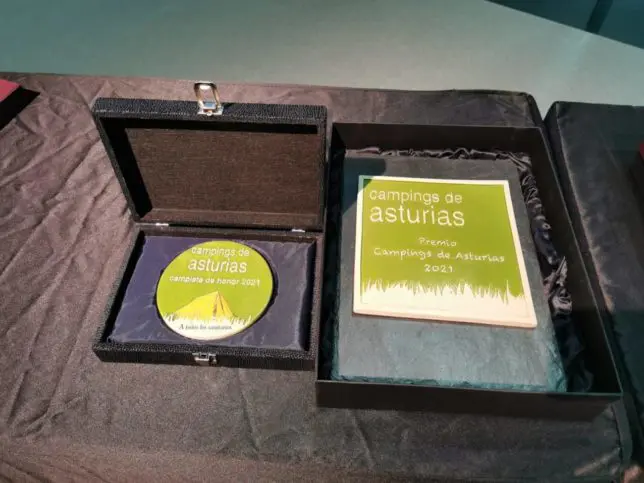 campings de
asturias
campista de honor 2021
campings de
asturias
Premio
Campings de Asturias
2021